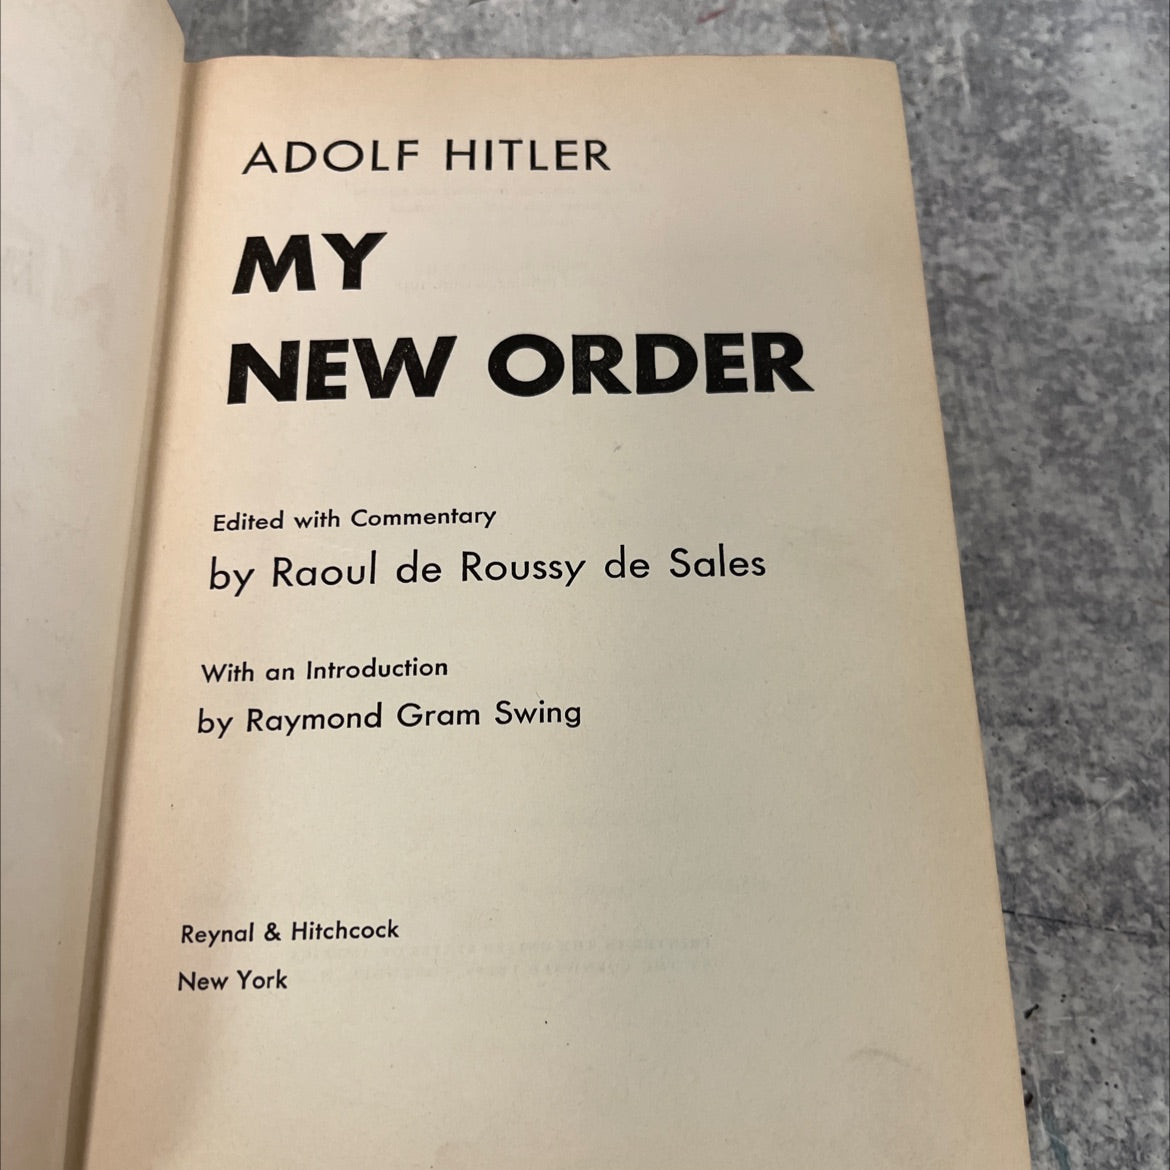 ADOLF HITLER
MY
NEW ORDER
Edited with Commentary
by Raoul de Roussy de Sales
With an Introduction
by Raymond Gram Swing
Reynal & Hitchcock
New York